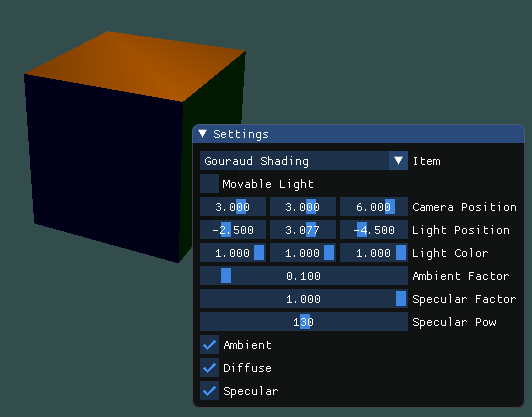 Settings
Gouraud Shading Item
Movable Light
3.000 3.000 6.000 Camera Position
-2.500 3.077 -4.500 Light Position
1.000 1.000 1.000 Light Color
0.100 Ambient Factor
1.000 Specular Factor
130 Specular Pow
Ambient
Diffuse
Specular